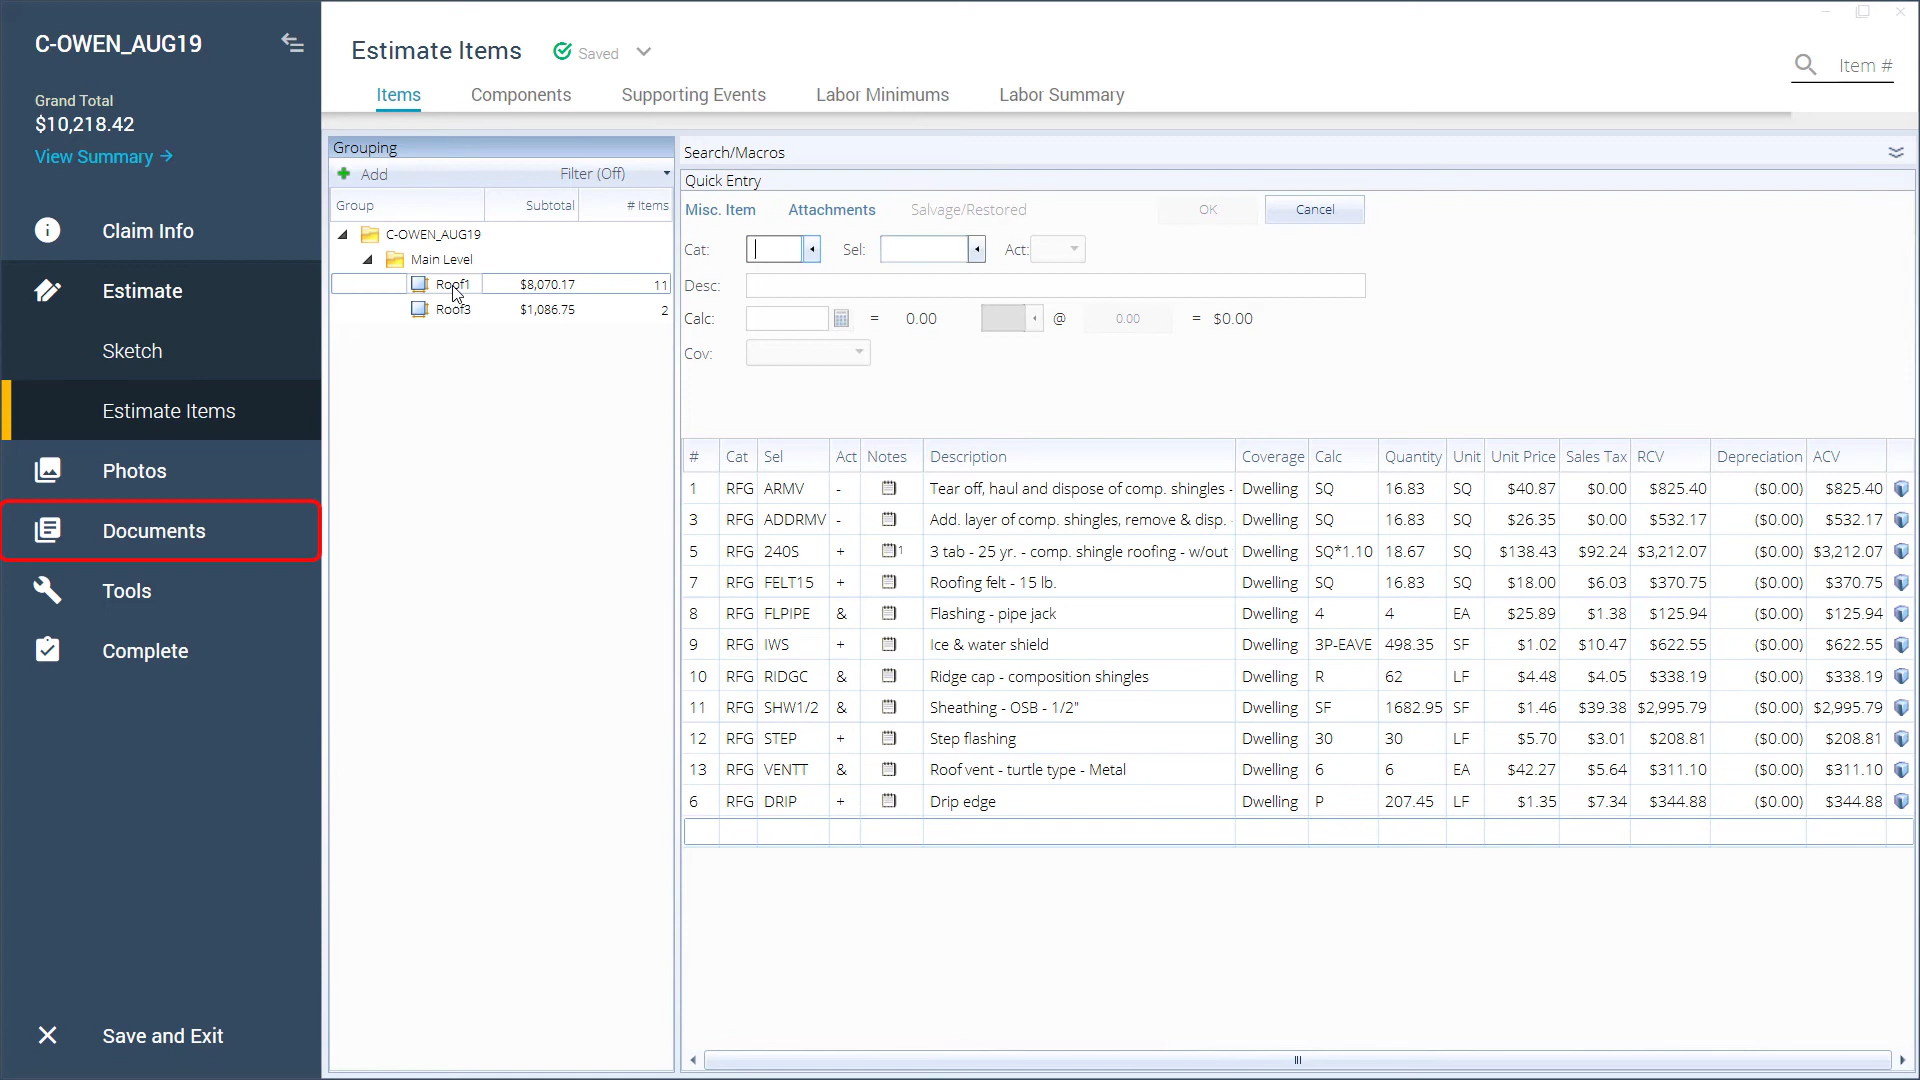 C-OWEN_AUG19
Grand Total
$10,218.42
View Summary →
Claim Info
Estimate
Sketch
Estimate Items
Photos
Documents
Tools
Complete
Save and Exit
Estimate Items Saved
Item #
Items Components Supporting Events Labor Minimums Labor Summary
Grouping
Add Filter (Off)
Group Subtotal # Items
C-OWEN_AUG19
Main Level
Roof1 $8,070.17 11
Roof3 $1,086.75 2
Search/Macros
Quick Entry
Misc. Item Attachments Salvage/Restored OK Cancel
Cat: Sel: Act:
Desc:
Calc: = 0.00 @ 0.00 = $0.00
Cov:
# Cat Sel Act Notes Description Coverage Calc Quantity Unit Unit Price Sales Tax RCV Depreciation ACV
1 RFG ARMV - Tear off, haul and dispose of comp. shingles - Dwelling SQ 16.83 SQ $40.87 $0.00 $825.40 ($0.00) $825.40
3 RFG ADDRMV - Add. layer of comp. shingles, remove & disp. - Dwelling SQ 16.83 SQ $26.35 $0.00 $532.17 ($0.00) $532.17
5 RFG 240S + 1 3 tab - 25 yr. - comp. shingle roofing - w/out Dwelling SQ*1.10 18.67 SQ $138.43 $92.24 $3,212.07 ($0.00) $3,212.07
7 RFG FELT15 + Roofing felt - 15 lb. Dwelling SQ 16.83 SQ $18.00 $6.03 $370.75 ($0.00) $370.75
8 RFG FLPIPE & Flashing - pipe jack Dwelling 4 4 EA $25.89 $1.38 $125.94 ($0.00) $125.94
9 RFG IWS + Ice & water shield Dwelling 3P-EAVE 498.35 SF $1.02 $10.47 $622.55 ($0.00) $622.55
10 RFG RIDGC & Ridge cap - composition shingles Dwelling R 62 LF $4.48 $4.05 $338.19 ($0.00) $338.19
11 RFG SHW1/2 & Sheathing - OSB - 1/2" Dwelling SF 1682.95 SF $1.46 $39.38 $2,995.79 ($0.00) $2,995.79
12 RFG STEP + Step flashing Dwelling 30 30 LF $5.70 $3.01 $208.81 ($0.00) $208.81
13 RFG VENTT & Roof vent - turtle type - Metal Dwelling 6 6 EA $42.27 $5.64 $311.10 ($0.00) $311.10
6 RFG DRIP + Drip edge Dwelling P 207.45 LF $1.35 $7.34 $344.88 ($0.00) $344.88